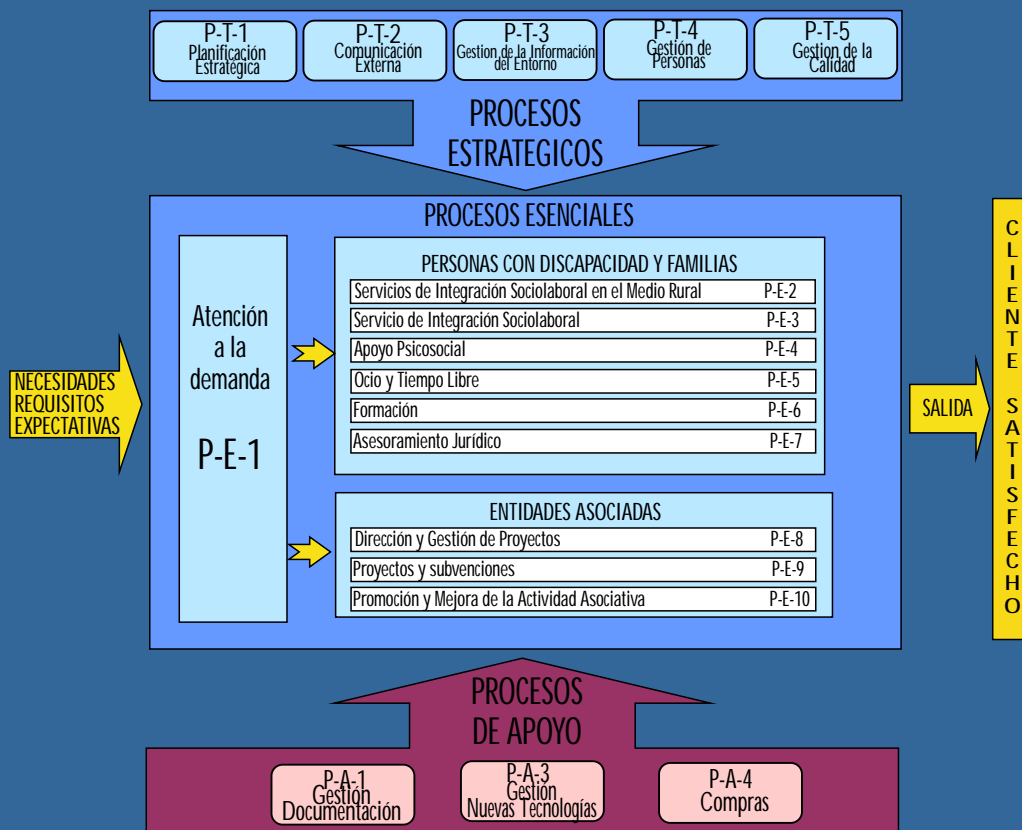 P-T-1
Planificación
Estratégica
P-T-2
Comunicación
Externa
P-T-3
Gestion de la Información
del Entorno
P-T-4
Gestión de
Personas
P-T-5
Gestion de la
Calidad
PROCESOS
ESTRATEGICOS
PROCESOS ESENCIALES
NECESIDADES
REQUISITOS
EXPECTATIVAS
Atención
a la
demanda
P-E-1
PERSONAS CON DISCAPACIDAD Y FAMILIAS
Servicios de Integración Sociolaboral en el Medio Rural P-E-2
Servicio de Integración Sociolaboral P-E-3
Apoyo Psicosocial P-E-4
Ocio y Tiempo Libre P-E-5
Formación P-E-6
Asesoramiento Jurídico P-E-7
ENTIDADES ASOCIADAS
Dirección y Gestión de Proyectos P-E-8
Proyectos y subvenciones P-E-9
Promoción y Mejora de la Actividad Asociativa P-E-10
SALIDA
CLIENTE SATISFECHO
PROCESOS
DE APOYO
P-A-1
Gestión
Documentación
P-A-3
Gestión
Nuevas Tecnologías
P-A-4
Compras